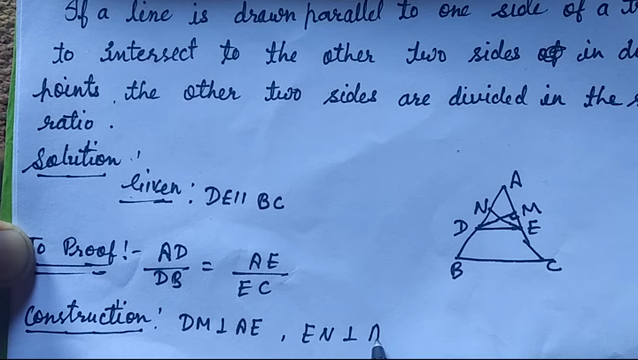 If a line is drawn parallel to one side of a
to intersect to the other two sides in
points, the other two sides are divided in the
ratio.
Solution!
Given: DE || BC
To Proof!- AD/DB = AE/EC
Construction: DM ⊥ AE, EN ⊥
A
N M
D E
B C